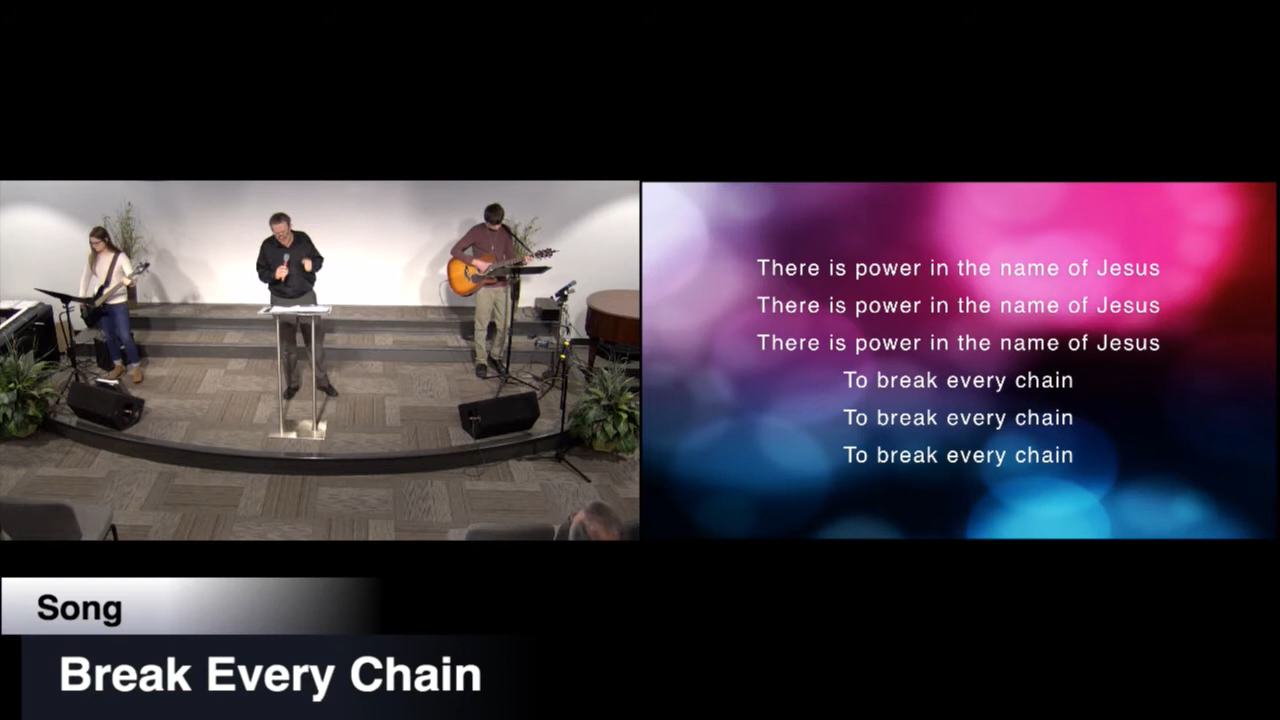 There is power in the name of Jesus
There is power in the name of Jesus
There is power in the name of Jesus
To break every chain
To break every chain
To break every chain
Song
Break Every Chain